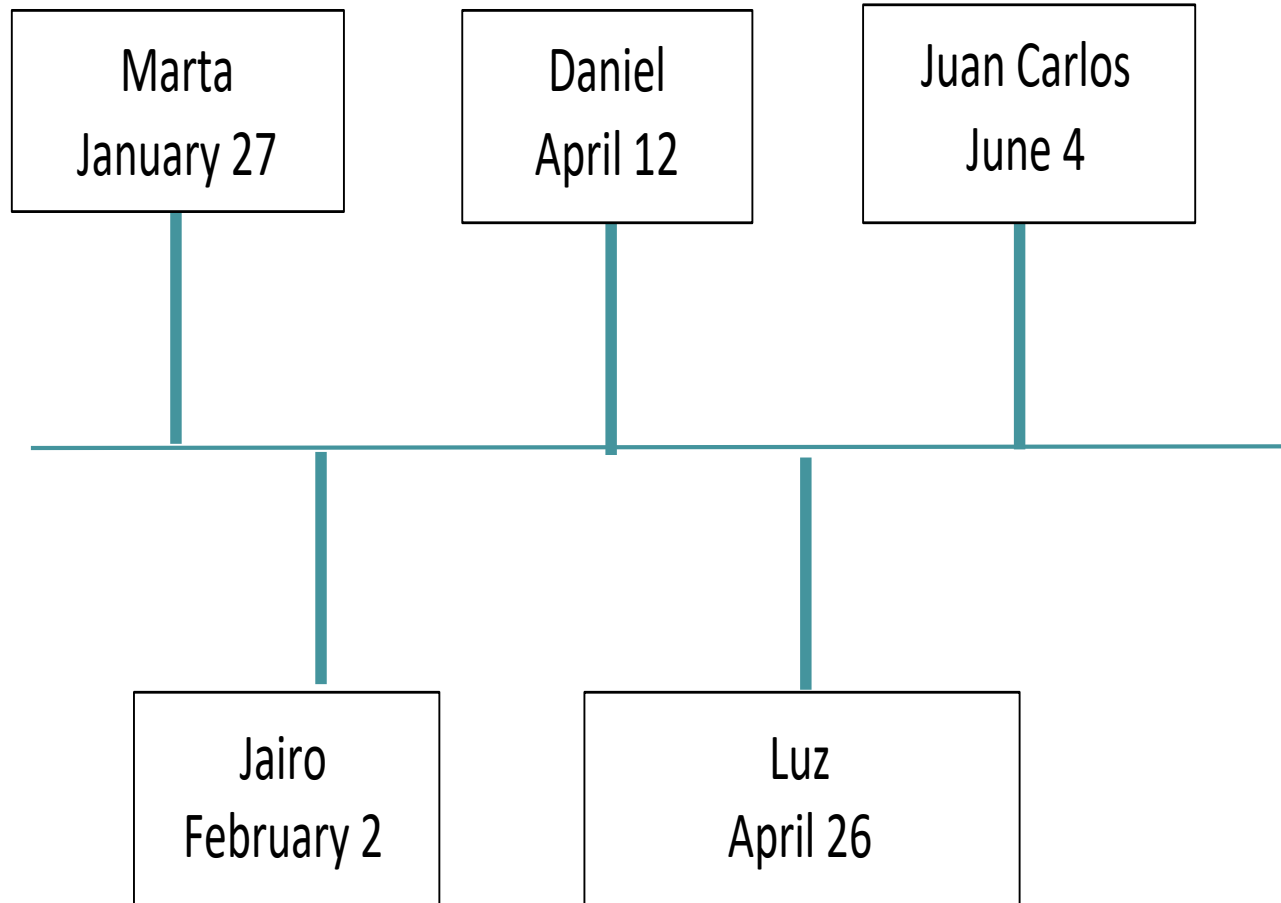 Marta
January 27
Daniel
April 12
Juan Carlos
June 4
Jairo
February 2
Luz
April 26